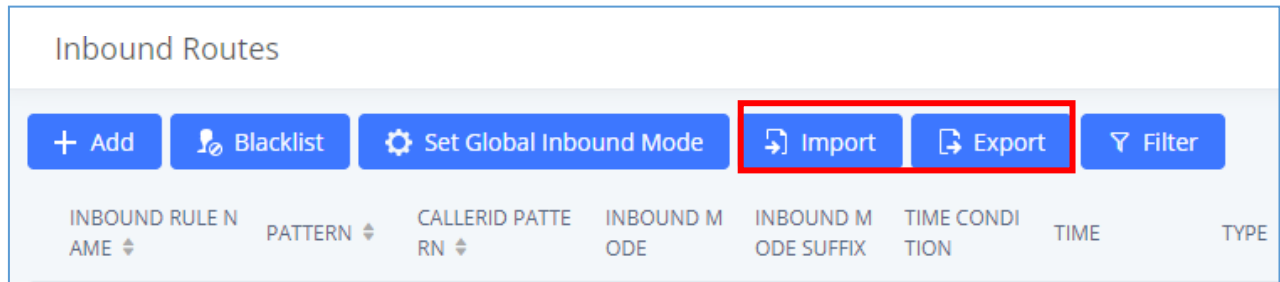 Inbound Routes
+ Add Blacklist Set Global Inbound Mode Import Export Filter
INBOUND RULE N CALLERID PATTE INBOUND M INBOUND M TIME CONDI
PATTERN TIME TYPE
AME RN ODE ODE SUFFIX TION